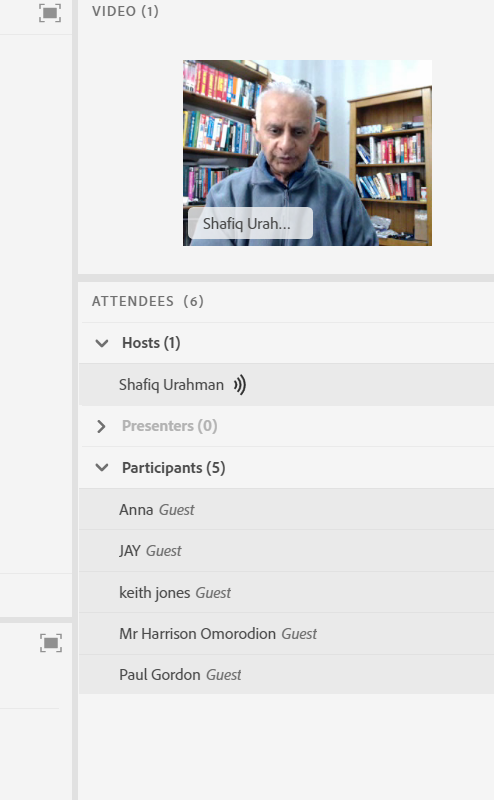 VIDEO (1)
Shafiq Urah...
ATTENDEES (6)
Hosts (1)
Shafiq Urahman
Presenters (0)
Participants (5)
Anna Guest
JAY Guest
keith jones Guest
Mr Harrison Omorodion Guest
Paul Gordon Guest